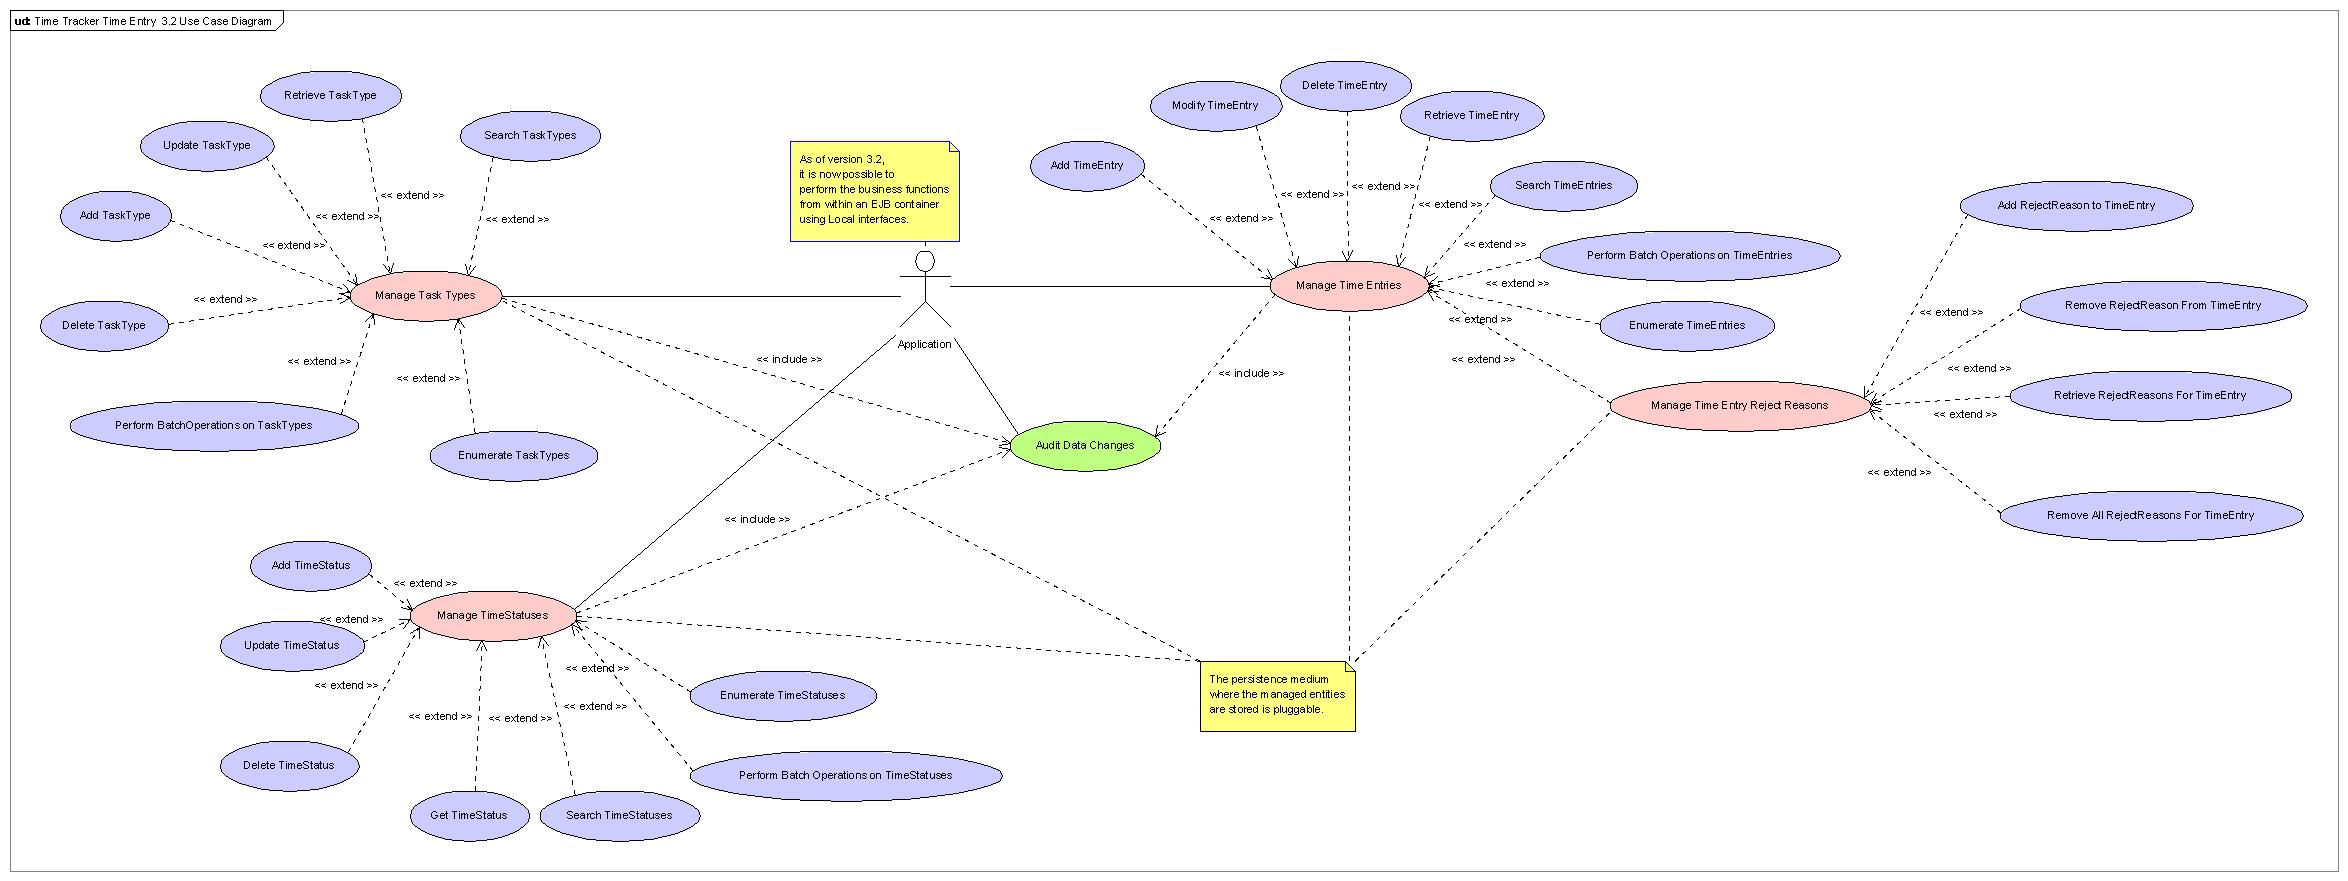 ud: Time Tracker Time Entry 3.2 Use Case Diagram
Retrieve TaskType
Search TaskTypes
Update TaskType
Add TaskType
Delete TaskType
Perform BatchOperations on TaskTypes
Enumerate TaskTypes
Manage Task Types
<< extend >>
<< extend >>
<< extend >>
<< extend >>
<< extend >>
<< extend >>
<< extend >>
As of version 3.2,
it is now possible to
perform the business functions
from within an EJB container
using Local interfaces.
Application
Delete TimeEntry
Modify TimeEntry
Retrieve TimeEntry
Add TimeEntry
Search TimeEntries
Perform Batch Operations on TimeEntries
Enumerate TimeEntries
Manage Time Entries
<< extend >>
<< extend >>
<< extend >>
<< extend >>
<< extend >>
<< extend >>
<< extend >>
<< extend >>
Add RejectReason to TimeEntry
Remove RejectReason From TimeEntry
Retrieve RejectReasons For TimeEntry
Remove All RejectReasons For TimeEntry
Manage Time Entry Reject Reasons
<< extend >>
<< extend >>
<< extend >>
<< extend >>
<< include >>
<< include >>
<< include >>
Audit Data Changes
Add TimeStatus
Update TimeStatus
Delete TimeStatus
Get TimeStatus
Search TimeStatuses
Perform Batch Operations on TimeStatuses
Enumerate TimeStatuses
Manage TimeStatuses
<< extend >>
<< extend >>
<< extend >>
<< extend >>
<< extend >>
<< extend >>
<< extend >>
The persistence medium
where the managed entities
are stored is pluggable.